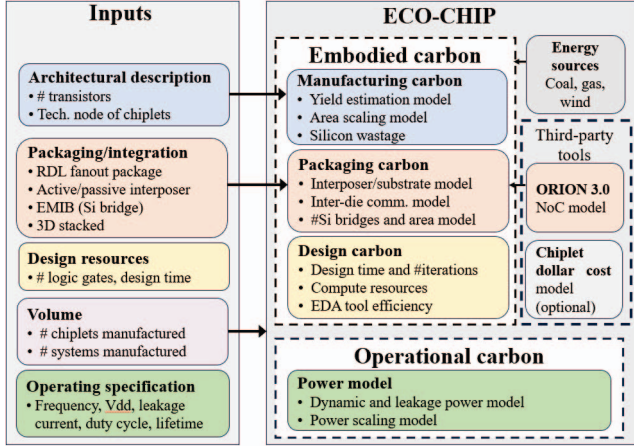 Inputs
Architectural description
• # transistors
• Tech. node of chiplets
Packaging/integration
• RDL fanout package
• Active/passive interposer
• EMIB (Si bridge)
• 3D stacked
Design resources
• # logic gates, design time
Volume
• # chiplets manufactured
• # systems manufactured
Operating specification
• Frequency, Vdd, leakage
current, duty cycle, lifetime
ECO-CHIP
Embodied carbon
Manufacturing carbon
• Yield estimation model
• Area scaling model
• Silicon wastage
Packaging carbon
• Interposer/substrate model
• Inter-die comm. model
• #Si bridges and area model
Design carbon
• Design time and #iterations
• Compute resources
• EDA tool efficiency
Operational carbon
Power model
• Dynamic and leakage power model
• Power scaling model
Energy
sources
Coal, gas,
wind
Third-party
tools
ORION 3.0
NoC model
Chiplet
dollar cost
model
(optional)